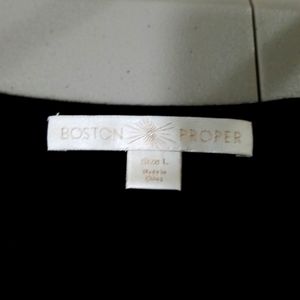 BOSTON PROPER
Size L
Made in
China